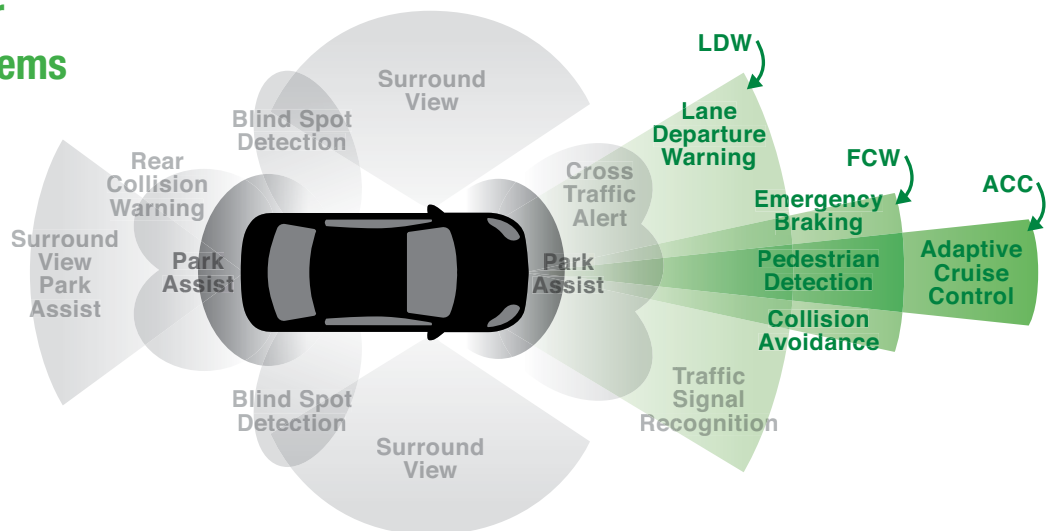 ems
LDW
Surround
View
Lane
Departure
Warning
Blind Spot
Detection
FCW
Rear
Collision
Warning
Cross
Traffic
Alert
ACC
Emergency
Braking
Surround
View
Park
Assist
Park
Assist
Park
Assist
Pedestrian
Detection
Adaptive
Cruise
Control
Collision
Avoidance
Blind Spot
Detection
Traffic
Signal
Recognition
Surround
View